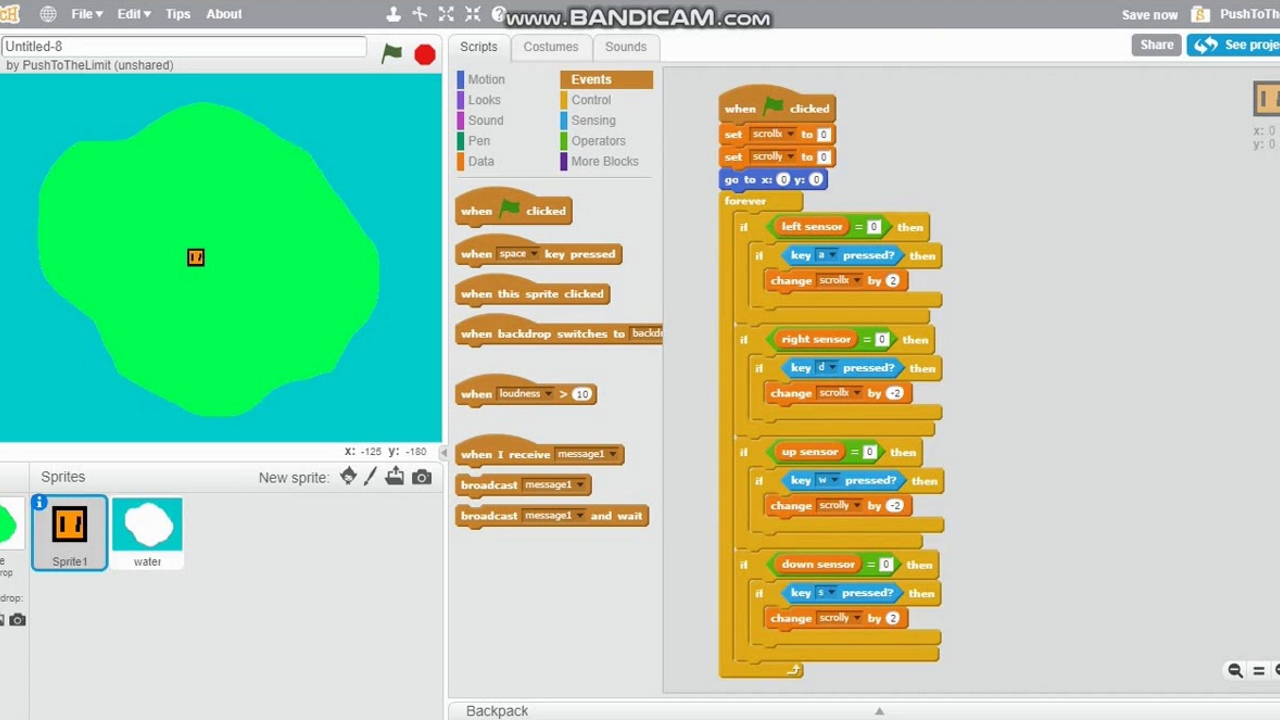 File▾ Edit▾ Tips About
www.BANDICAM.com
Save now
Untitled-8
by PushToTheLimit (unshared)
Share
Scripts Costumes Sounds
Motion Events
Looks Control
Sound Sensing
Pen Operators
Data More Blocks
when clicked
when space key pressed
when this sprite clicked
when backdrop switches to
when loudness > 10
when I receive message1
broadcast message1
broadcast message1 and wait
when clicked
set scrollx to 0
set scrolly to 0
go to x: 0 y: 0
forever
if left sensor = 0 then
if key a pressed? then
change scrollx by 2
if right sensor = 0 then
if key d pressed? then
change scrollx by -2
if up sensor = 0 then
if key w pressed? then
change scrolly by -2
if down sensor = 0 then
if key s pressed? then
change scrolly by 2
x: 0
y: 0
x: -125 y: -180
Sprites New sprite:
Sprite1
water
Backpack